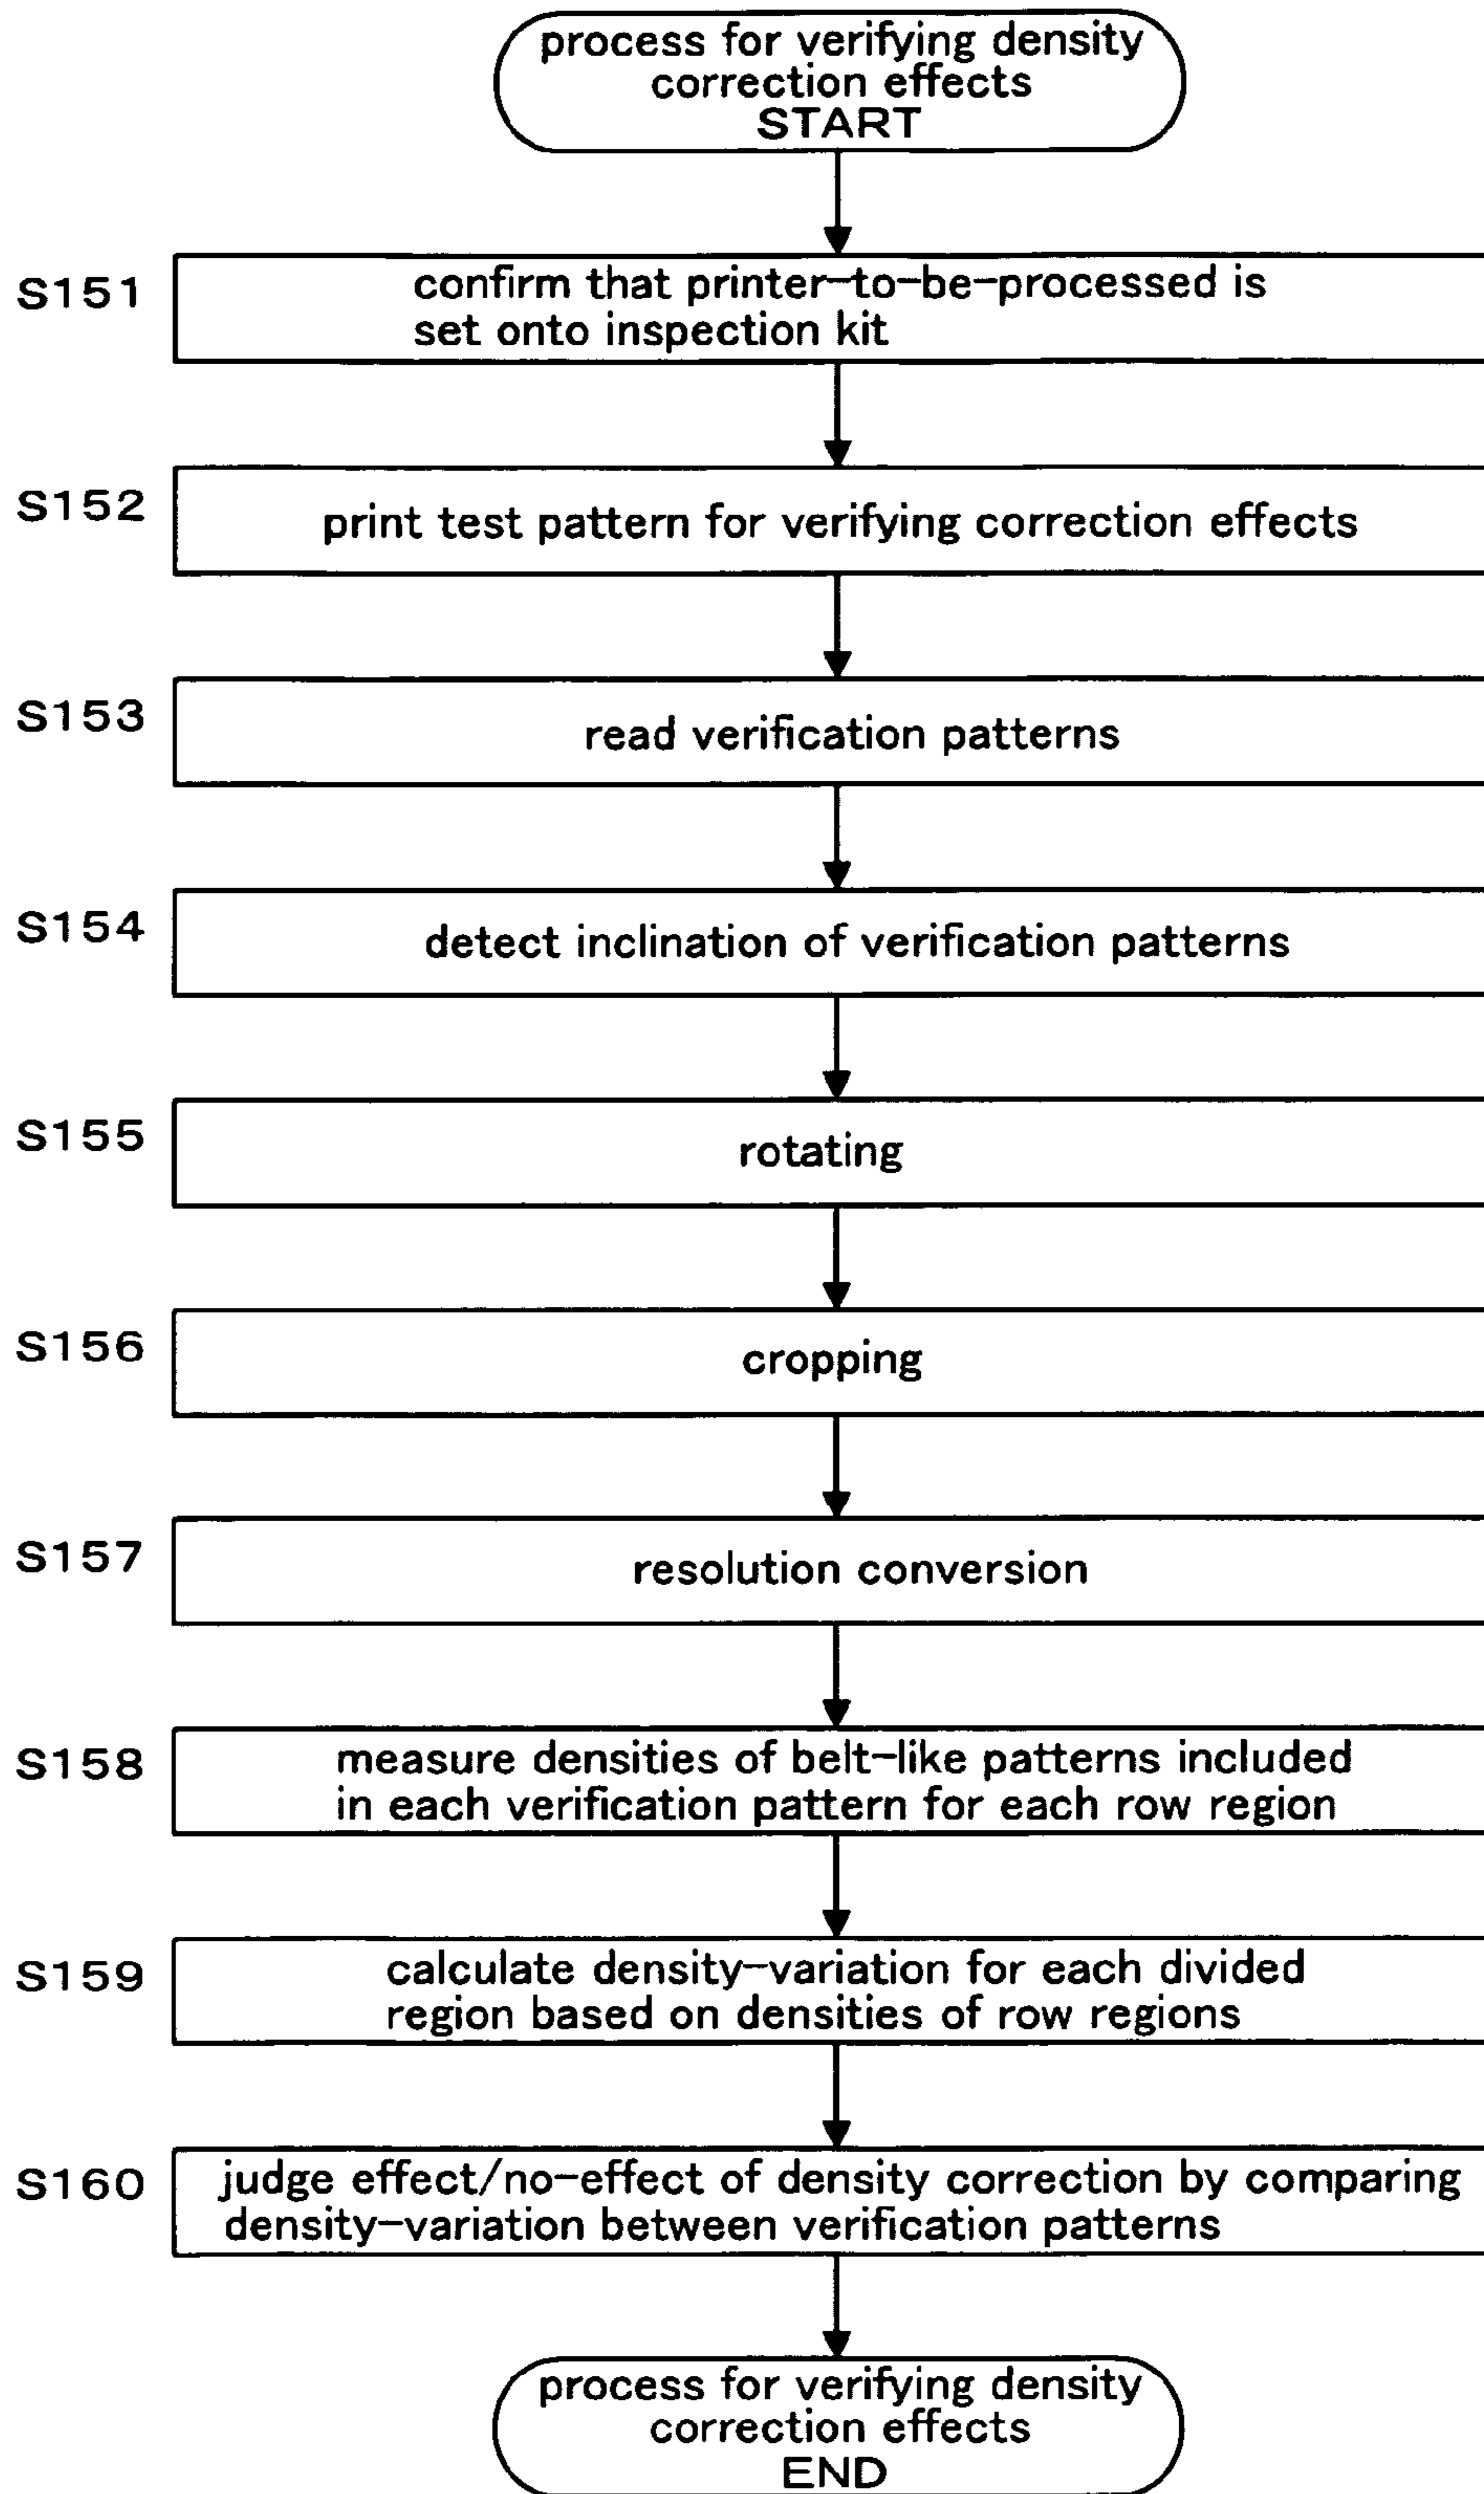 process for verifying density
correction effects
START
S151
confirm that printer-to-be-processed is
set onto inspection kit
S152
print test pattern for verifying correction effects
S153
read verification patterns
S154
detect inclination of verification patterns
S155
rotating
S156
cropping
S157
resolution conversion
S158
measure densities of belt-like patterns included
in each verification pattern for each row region
S159
calculate density-variation for each divided
region based on densities of row regions
S160
judge effect/no-effect of density correction by comparing
density-variation between verification patterns
process for verifying density
correction effects
END